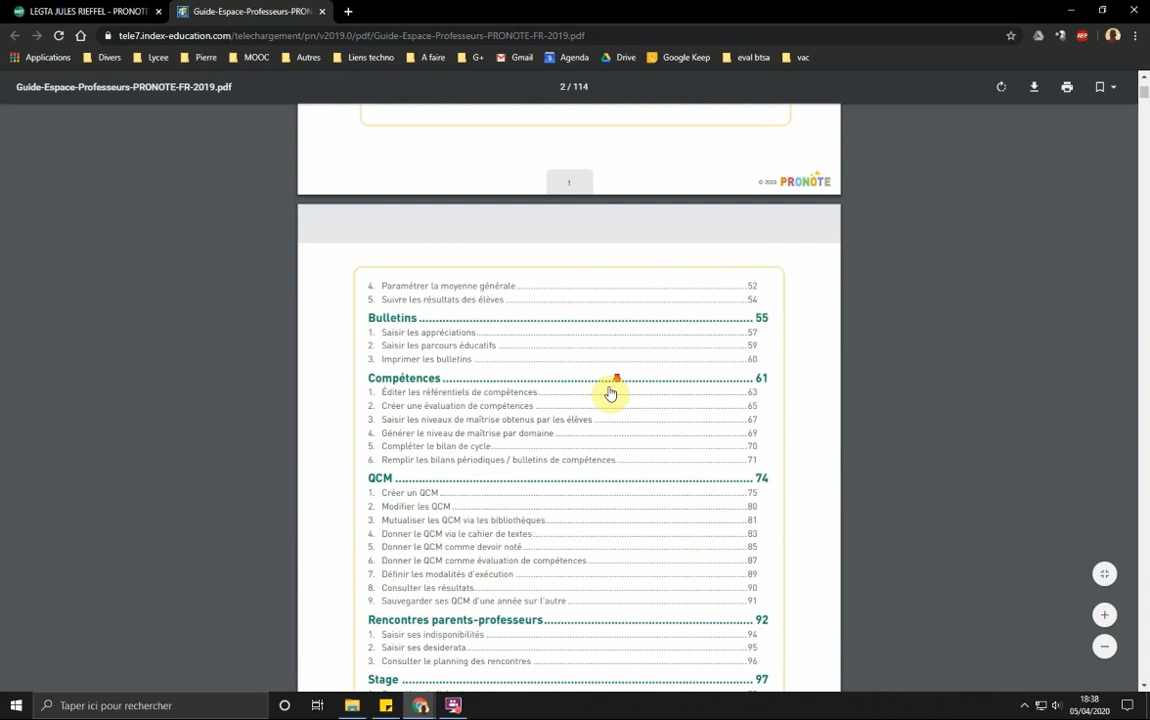 LEGTA JULES RIEFFEL - PRONOTE
Guide-Espace-Professeurs-PRON
tele7.index-education.com/telechargement/pn/v2019.0/pdf/Guide-Espace-Professeurs-PRONOTE-FR-2019.pdf
Applications Divers Lycee Pierre MOOC Autres Liens techno A faire G+ Gmail Agenda Drive Google Keep eval btsa vac
Guide-Espace-Professeurs-PRONOTE-FR-2019.pdf
2 / 114
1
© 2020 PRONOTE
4. Paramétrer la moyenne générale 52
5. Suivre les résultats des élèves 54
Bulletins 55
1. Saisir les appréciations 57
2. Saisir les parcours éducatifs 59
3. Imprimer les bulletins 60
Compétences 61
1. Éditer les référentiels de compétences 63
2. Créer une évaluation de compétences 65
3. Saisir les niveaux de maîtrise obtenus par les élèves 67
4. Générer le niveau de maîtrise par domaine 69
5. Compléter le bilan de cycle 70
6. Remplir les bilans périodiques / bulletins de compétences 71
QCM 74
1. Créer un QCM 75
2. Modifier les QCM 80
3. Mutualiser les QCM via les bibliothèques 81
4. Donner le QCM via le cahier de textes 83
5. Donner le QCM comme devoir noté 85
6. Donner le QCM comme évaluation de compétences 87
7. Définir les modalités d'exécution 89
8. Consulter les résultats 90
9. Sauvegarder ses QCM d'une année sur l'autre 91
Rencontres parents-professeurs 92
1. Saisir ses indisponibilités 94
2. Saisir ses desiderata 95
3. Consulter le planning des rencontres 96
Stage 97
Taper ici pour rechercher
18:38
05/04/2020